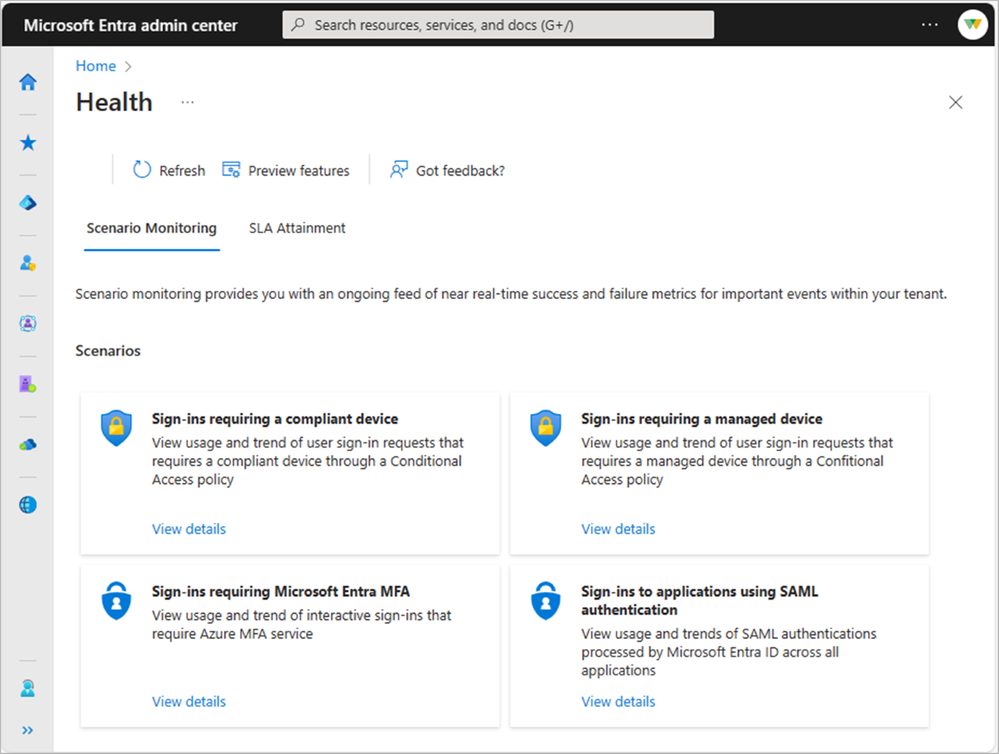 Microsoft Entra admin center
Search resources, services, and docs (G+/)
Home
Health
Refresh
Preview features
Got feedback?
Scenario Monitoring
SLA Attainment
Scenario monitoring provides you with an ongoing feed of near real-time success and failure metrics for important events within your tenant.
Scenarios
Sign-ins requiring a compliant device
View usage and trend of user sign-in requests that
requires a compliant device through a Conditional
Access policy
View details
Sign-ins requiring a managed device
View usage and trend of user sign-in requests that
requires a managed device through a Confitional
Access policy
View details
Sign-ins requiring Microsoft Entra MFA
View usage and trend of interactive sign-ins that
require Azure MFA service
View details
Sign-ins to applications using SAML
authentication
View usage and trends of SAML authentications
processed by Microsoft Entra ID across all
applications
View details